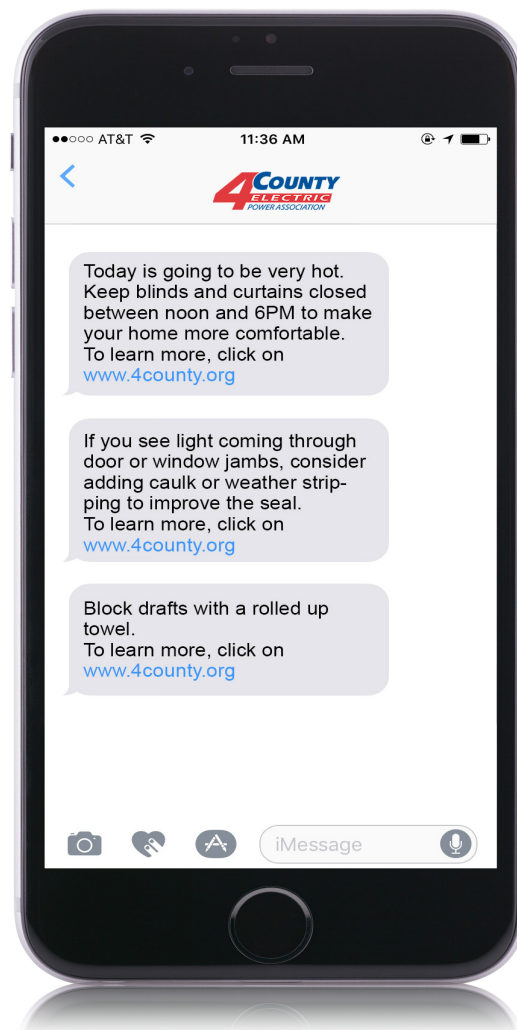 ●●○○○ AT&T 11:36 AM
4 COUNTY
ELECTRIC
POWER ASSOCIATION
Today is going to be very hot.
Keep blinds and curtains closed
between noon and 6PM to make
your home more comfortable.
To learn more, click on
www.4county.org
If you see light coming through
door or window jambs, consider
adding caulk or weather strip-
ping to improve the seal.
To learn more, click on
www.4county.org
Block drafts with a rolled up
towel.
To learn more, click on
www.4county.org
iMessage